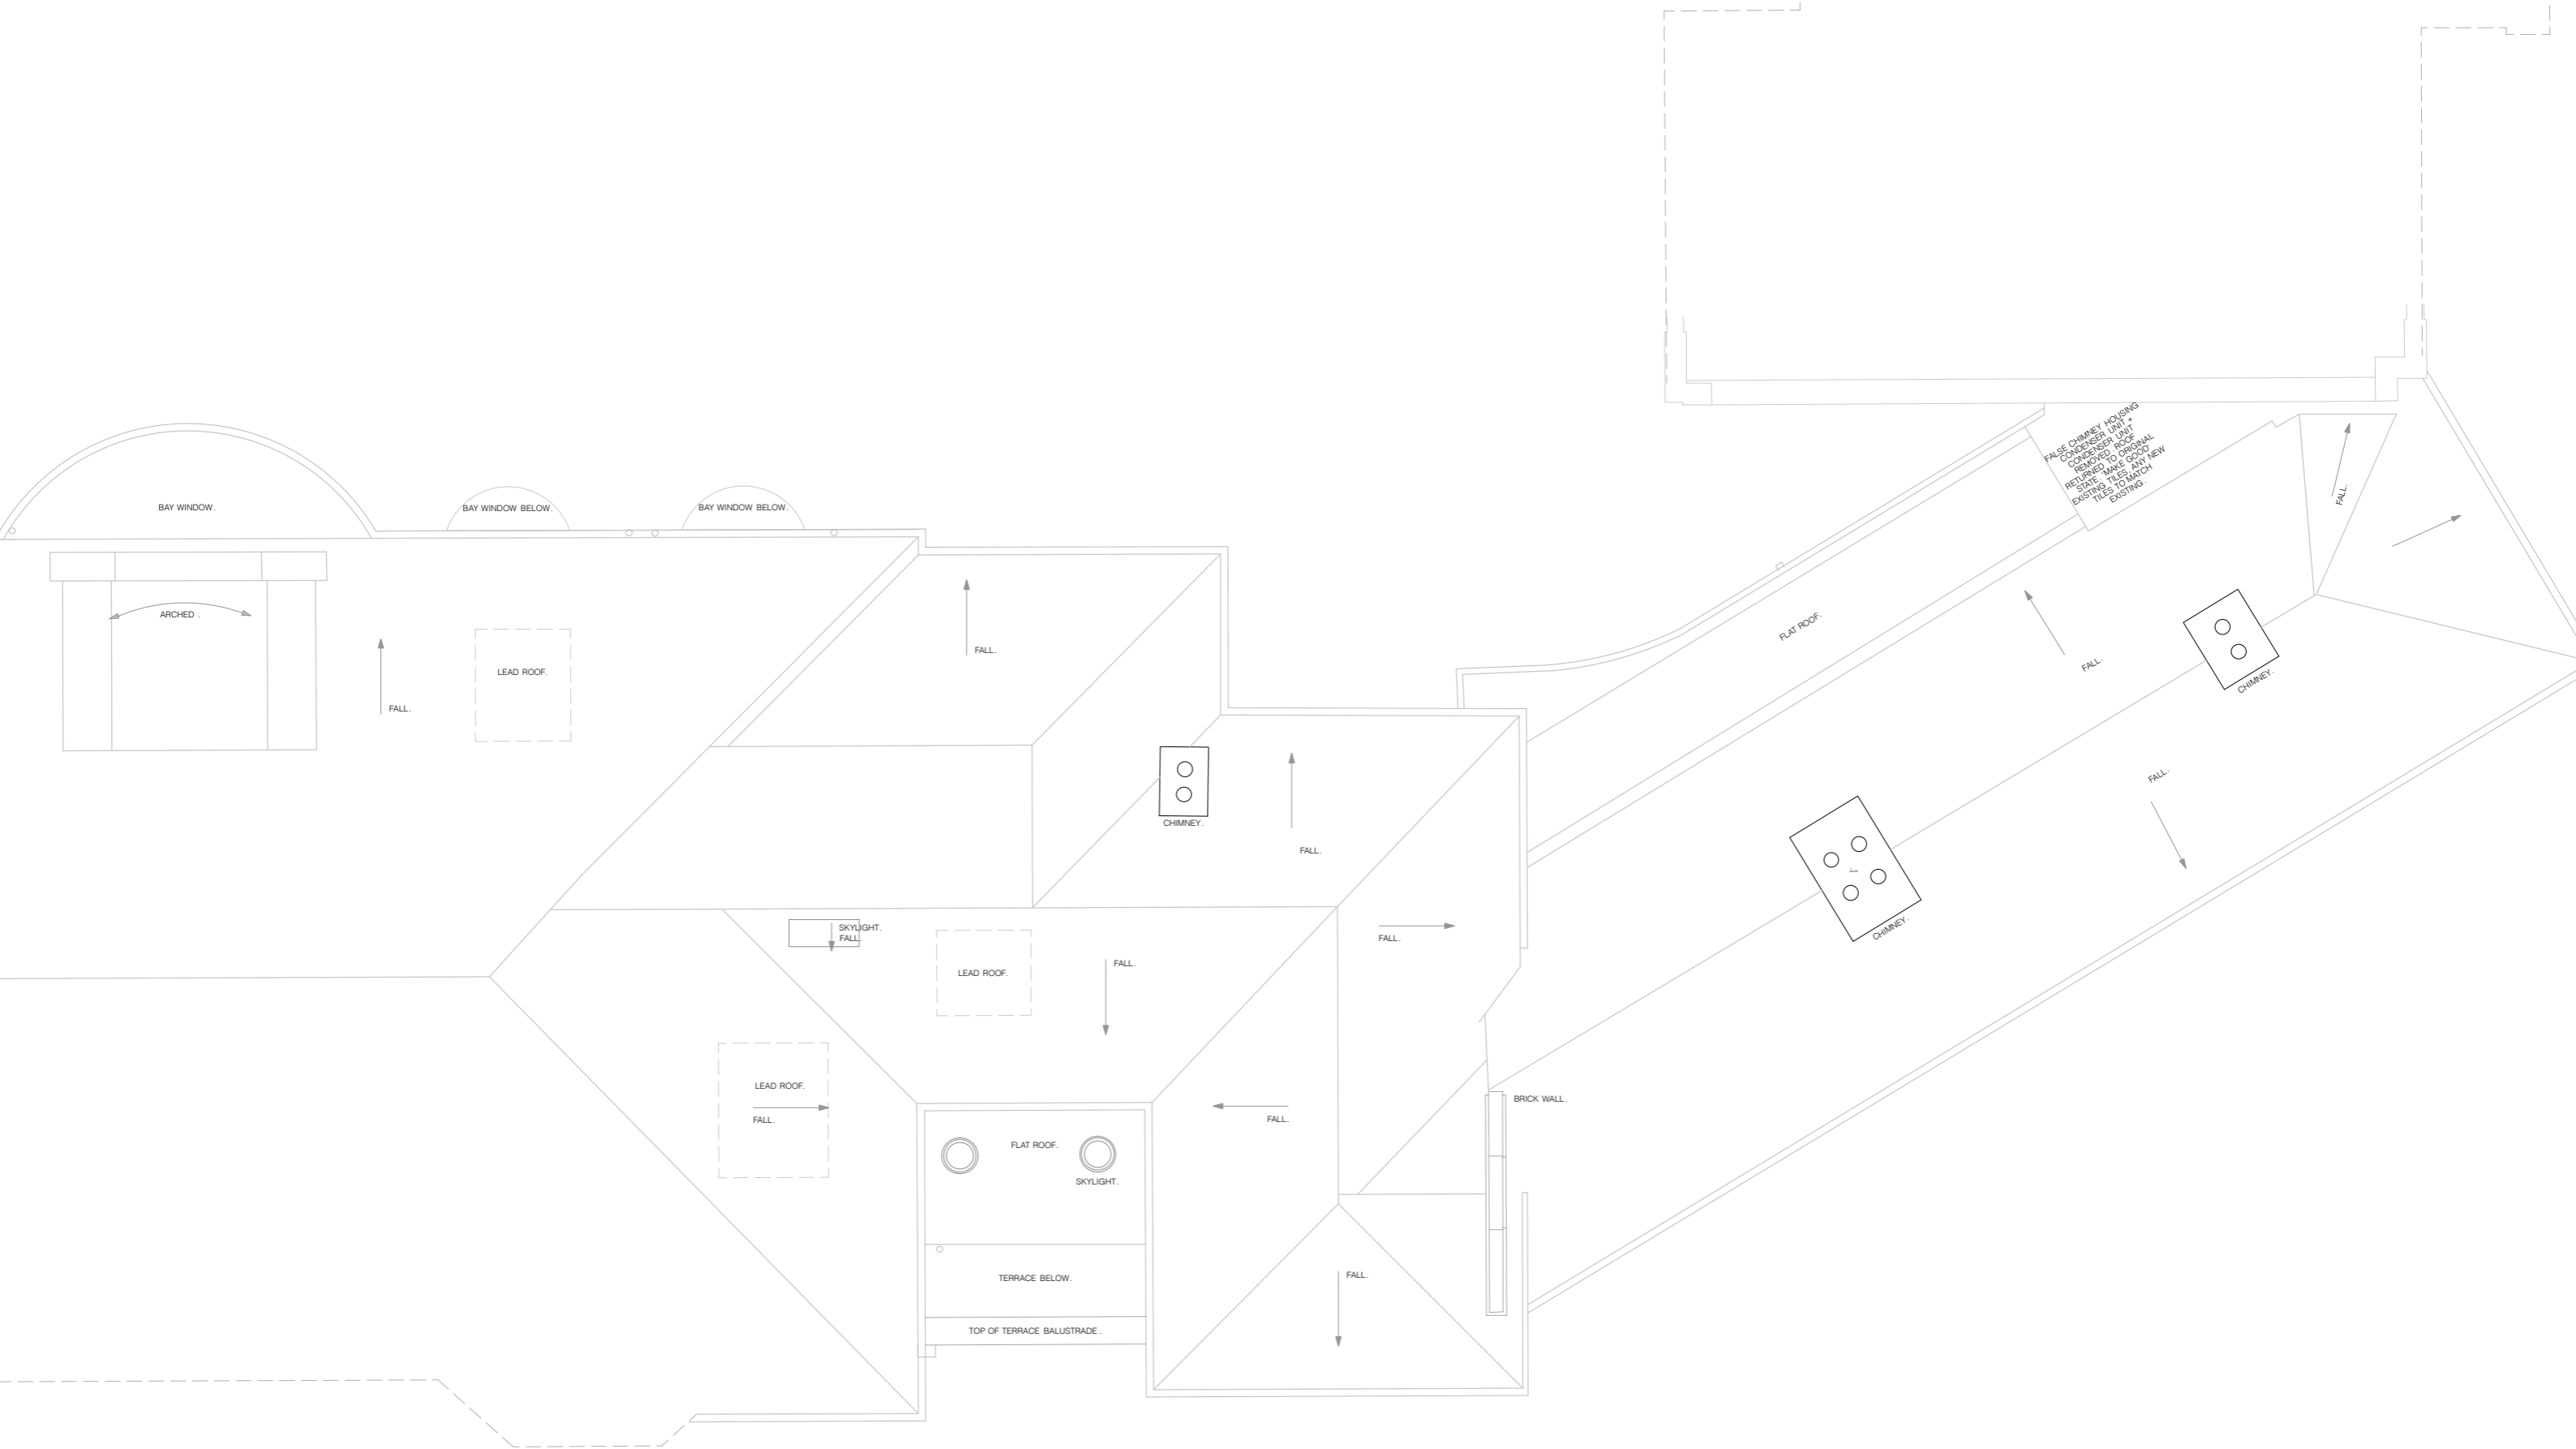 FALSE CHIMNEY HOUSING
CONDENSER UNIT +
CONDENSER UNIT
REMOVED. ROOF
RETURNED TO ORIGINAL
STATE. 'MAKE GOOD'
EXISTING TILES, ANY NEW
TILES TO MATCH
EXISTING.
FALL.
BAY WINDOW.
BAY WINDOW BELOW.
BAY WINDOW BELOW.
ARCHED .
FLAT ROOF.
FALL.
LEAD ROOF.
FALL.
FALL.
CHIMNEY.
FALL.
FALL.
CHIMNEY.
FALL.
SKYLIGHT.
FALL.
CHIMNEY.
FALL.
FALL.
LEAD ROOF.
LEAD ROOF.
FALL.
BRICK WALL.
FALL.
FLAT ROOF.
SKYLIGHT.
TERRACE BELOW.
FALL.
TOP OF TERRACE BALUSTRADE.